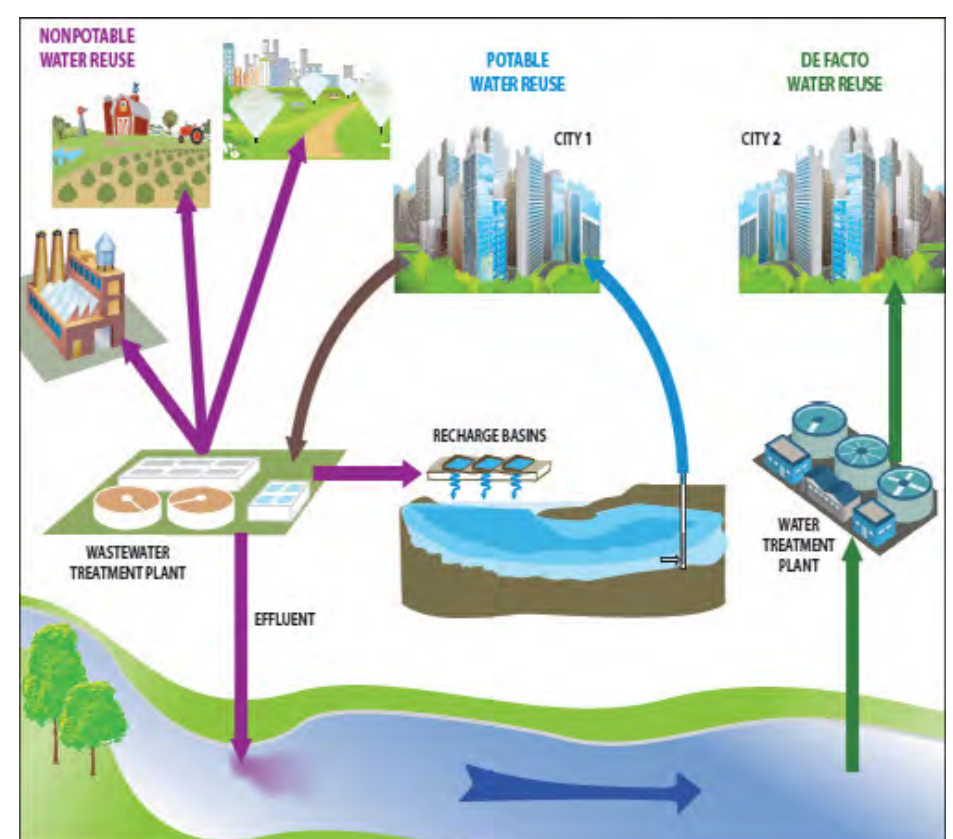 NONPOTABLE
WATER REUSE
POTABLE
WATER REUSE
DE FACTO
WATER REUSE
CITY 1
CITY 2
RECHARGE BASINS
WASTEWATER
TREATMENT PLANT
WATER
TREATMENT
PLANT
EFFLUENT